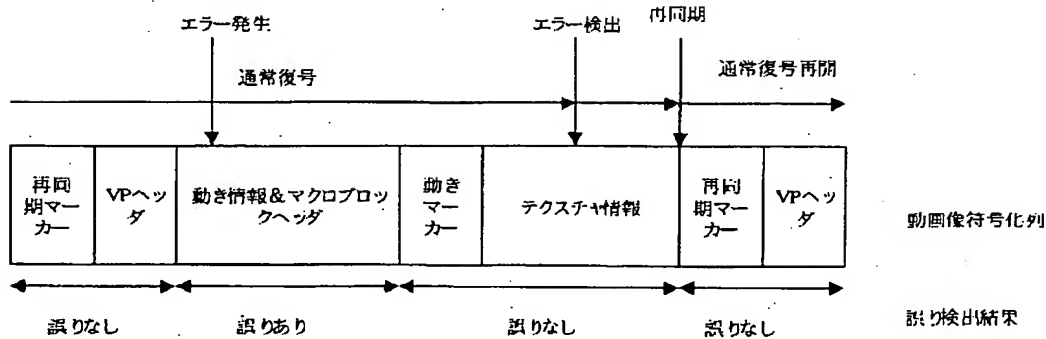 エラー発生
エラー検出
再同期
通常復号
通常復号再開
再同
期マー
カー
VPヘッ
ダ
動き情報&マクロブロッ
クヘッダ
動き
マー
カー
テクスチャ情報
再同
期マー
カー
VPヘッ
ダ
動画像符号化列
誤りなし
誤りあり
誤りなし
誤りなし
誤り検出結果